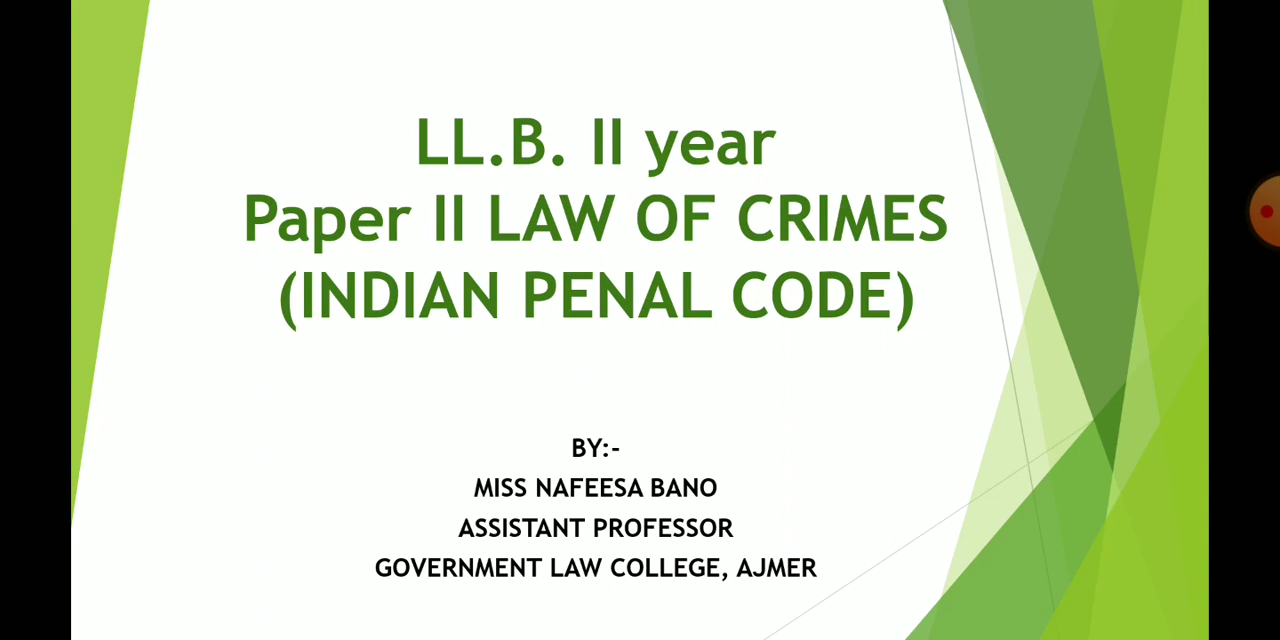 LL.B. II year
Paper II LAW OF CRIMES
(INDIAN PENAL CODE)
BY:-
MISS NAFEESA BANO
ASSISTANT PROFESSOR
GOVERNMENT LAW COLLEGE, AJMER